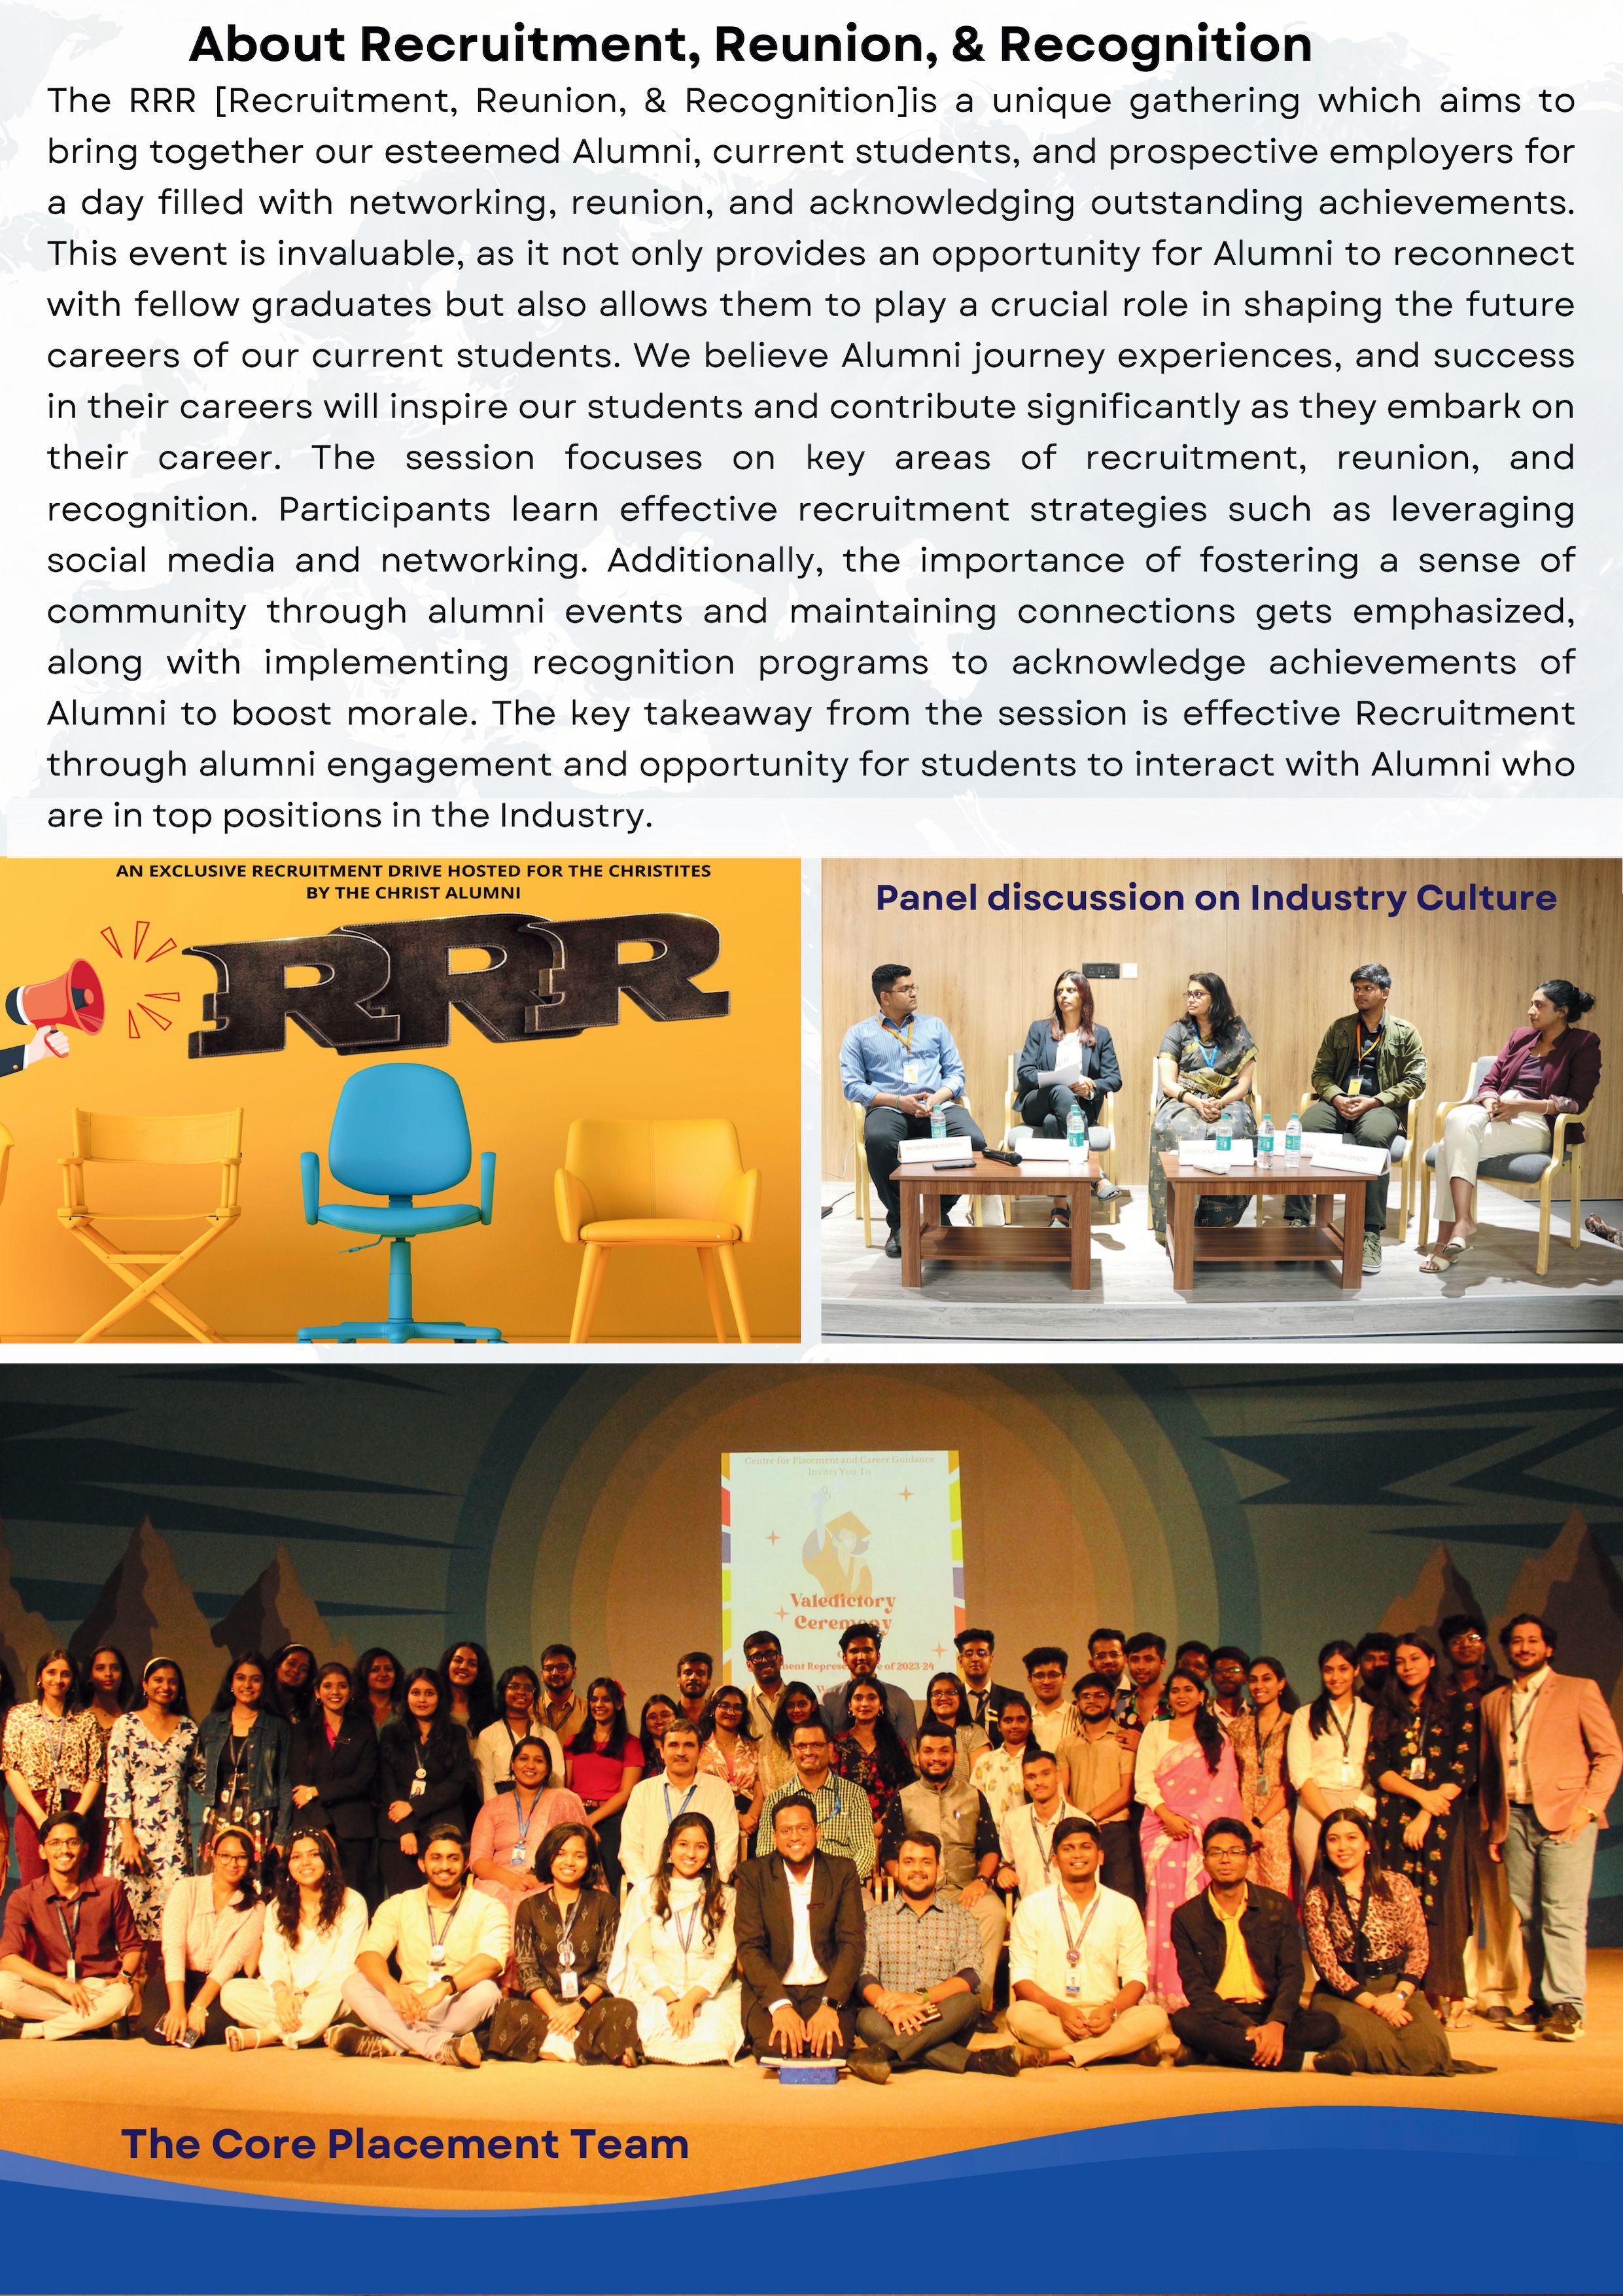 About Recruitment, Reunion, & Recognition
The RRR [Recruitment, Reunion, & Recognition]is a unique gathering which aims to
bring together our esteemed Alumni, current students, and prospective employers for
a day filled with networking, reunion, and acknowledging outstanding achievements.
This event is invaluable, as it not only provides an opportunity for Alumni to reconnect
with fellow graduates but also allows them to play a crucial role in shaping the future
careers of our current students. We believe Alumni journey experiences, and success
in their careers will inspire our students and contribute significantly as they embark on
their career. The session focuses on key areas of recruitment, reunion, and
recognition. Participants learn effective recruitment strategies such as leveraging
social media and networking. Additionally, the importance of fostering a sense of
community through alumni events and maintaining connections gets emphasized,
along with implementing recognition programs to acknowledge achievements of
Alumni to boost morale. The key takeaway from the session is effective Recruitment
through alumni engagement and opportunity for students to interact with Alumni who
are in top positions in the Industry.
AN EXCLUSIVE RECRUITMENT DRIVE HOSTED FOR THE CHRISTITES
BY THE CHRIST ALUMNI
RRR
Panel discussion on Industry Culture
Centre for Placement and Career Guidance
Invites You To
Valedictory
Ceremony
of 2023-24
The Core Placement Team